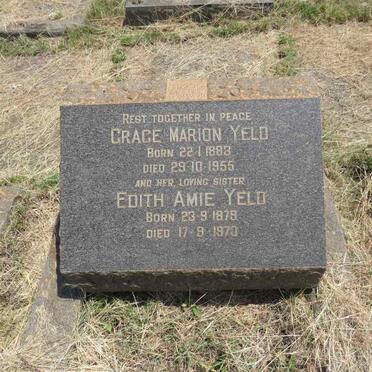 REST TOGETHER IN PEACE
GRACE MARION YELD
BORN 22·1·1883
DIED 29·10·1955
AND HER LOVING SISTER
EDITH AMIE YELD
BORN 23·9·1879
DIED 17·9·1970